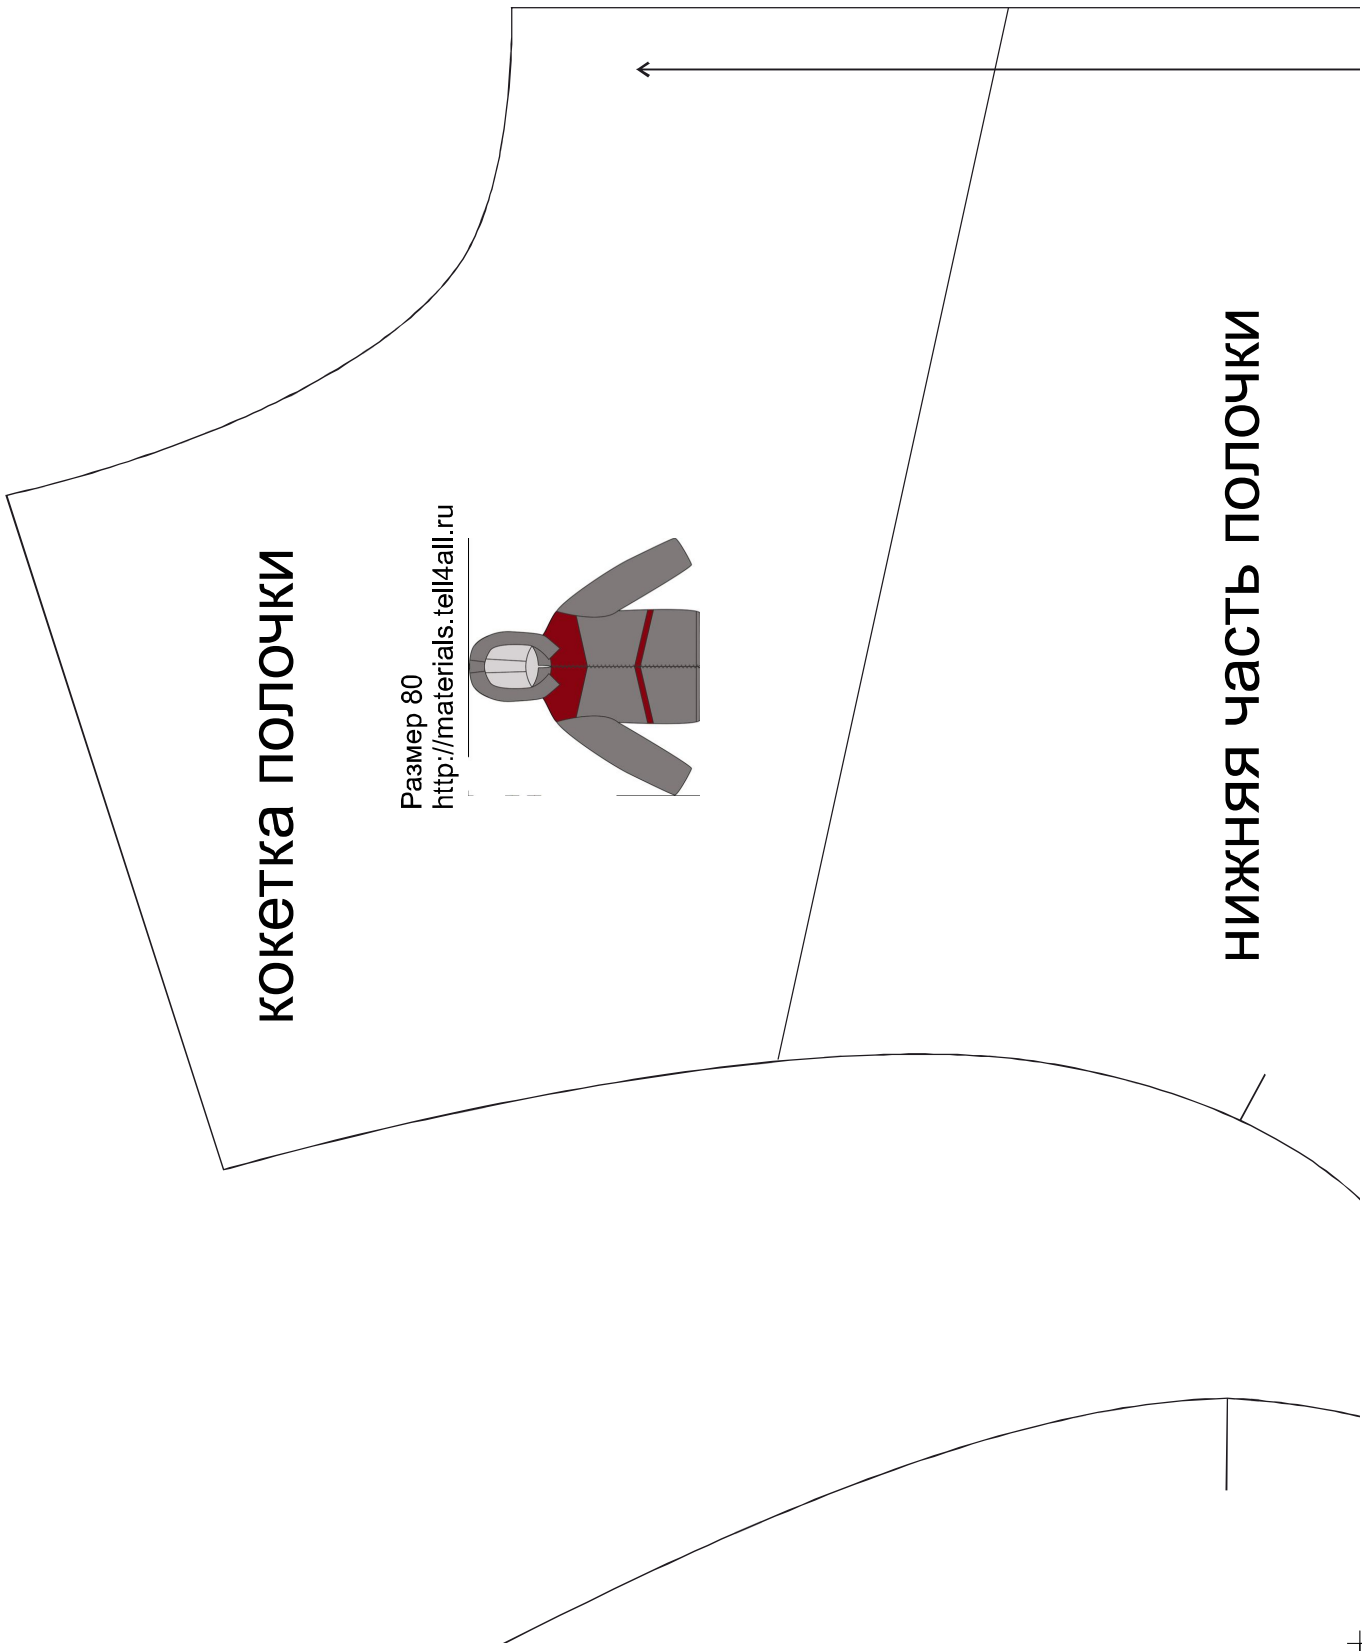 кокетка полочки
Размер 80
http://materials.tell4all.ru
нижняя часть полочки